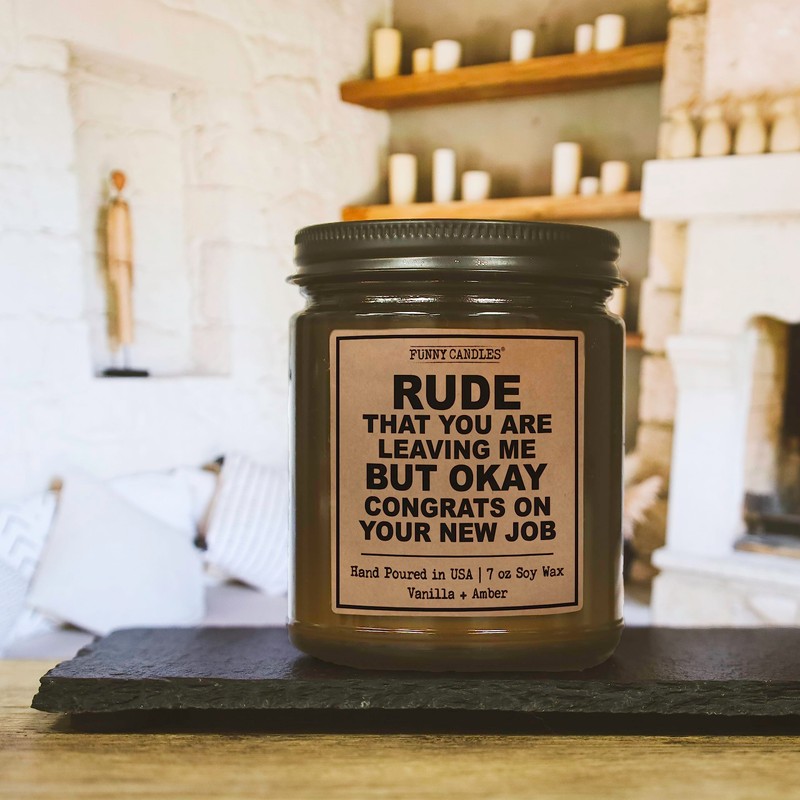 FUNNY CANDLES®
RUDE
THAT YOU ARE
LEAVING ME
BUT OKAY
CONGRATS ON
YOUR NEW JOB
Hand Poured in USA | 7 oz Soy Wax
Vanilla + Amber